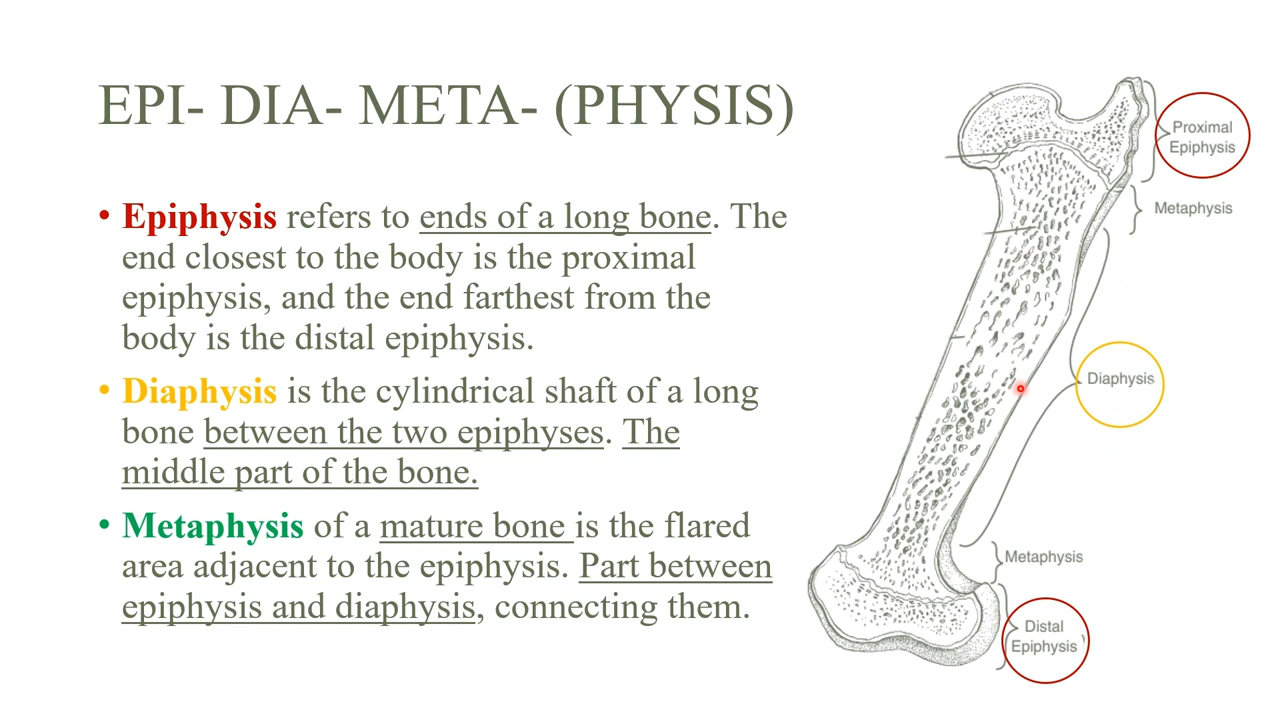 EPI- DIA- META- (PHYSIS)
• Epiphysis refers to ends of a long bone. The
end closest to the body is the proximal
epiphysis, and the end farthest from the
body is the distal epiphysis.
• Diaphysis is the cylindrical shaft of a long
bone between the two epiphyses. The
middle part of the bone.
• Metaphysis of a mature bone is the flared
area adjacent to the epiphysis. Part between
epiphysis and diaphysis, connecting them.
Proximal
Epiphysis
Metaphysis
Diaphysis
Metaphysis
Distal
Epiphysis